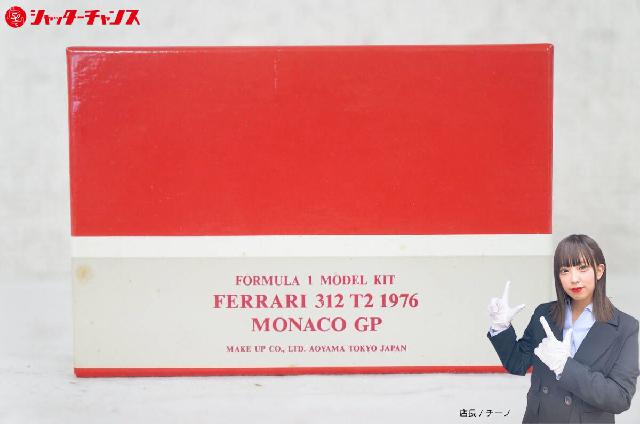 シャッターチャンス
FORMULA 1 MODEL KIT
FERRARI 312 T2 1976
MONACO GP
MAKE UP CO., LTD. AOYAMA TOKYO JAPAN
店長 / チーノ